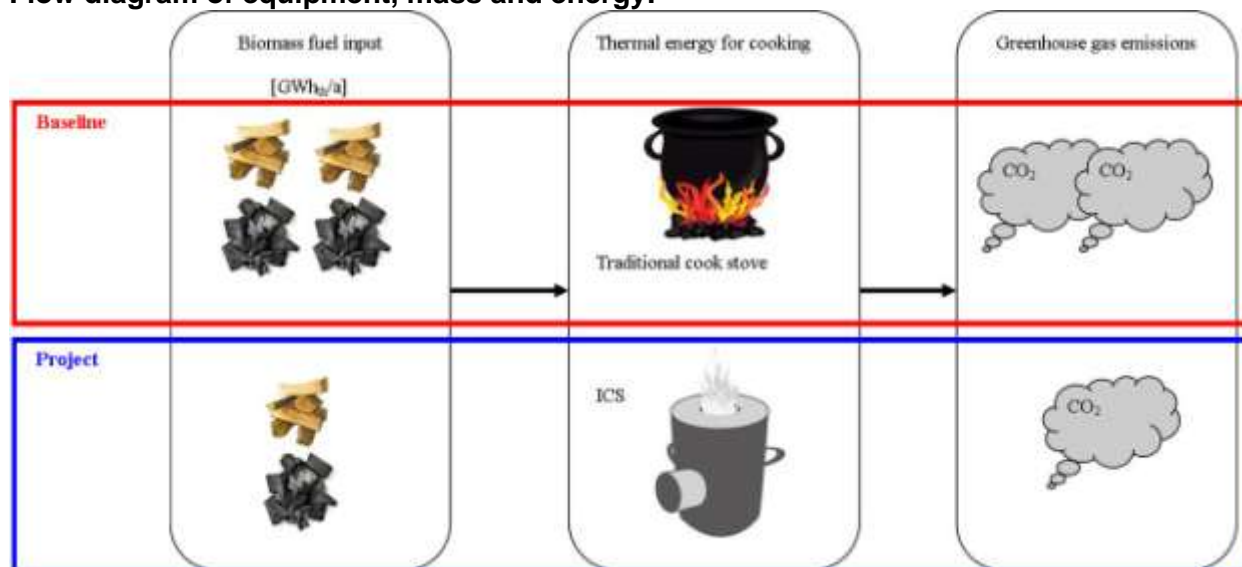 Flow diagram of equipment, mass and energy:
Biomass fuel input
[GWhth/a]
Thermal energy for cooking
Greenhouse gas emissions
Baseline
CO2
CO2
Traditional cook stove
Project
ICS
CO2